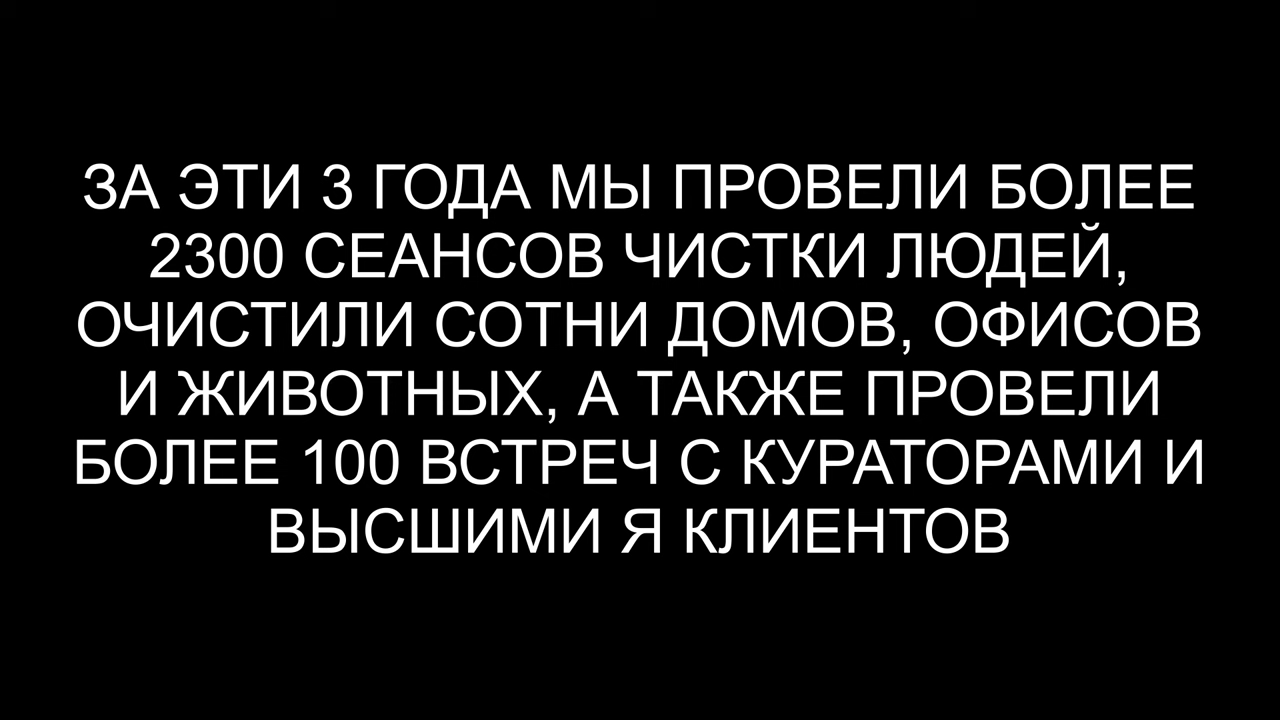 ЗА ЭТИ 3 ГОДА МЫ ПРОВЕЛИ БОЛЕЕ
2300 СЕАНСОВ ЧИСТКИ ЛЮДЕЙ,
ОЧИСТИЛИ СОТНИ ДОМОВ, ОФИСОВ
И ЖИВОТНЫХ, А ТАКЖЕ ПРОВЕЛИ
БОЛЕЕ 100 ВСТРЕЧ С КУРАТОРАМИ И
ВЫСШИМИ Я КЛИЕНТОВ